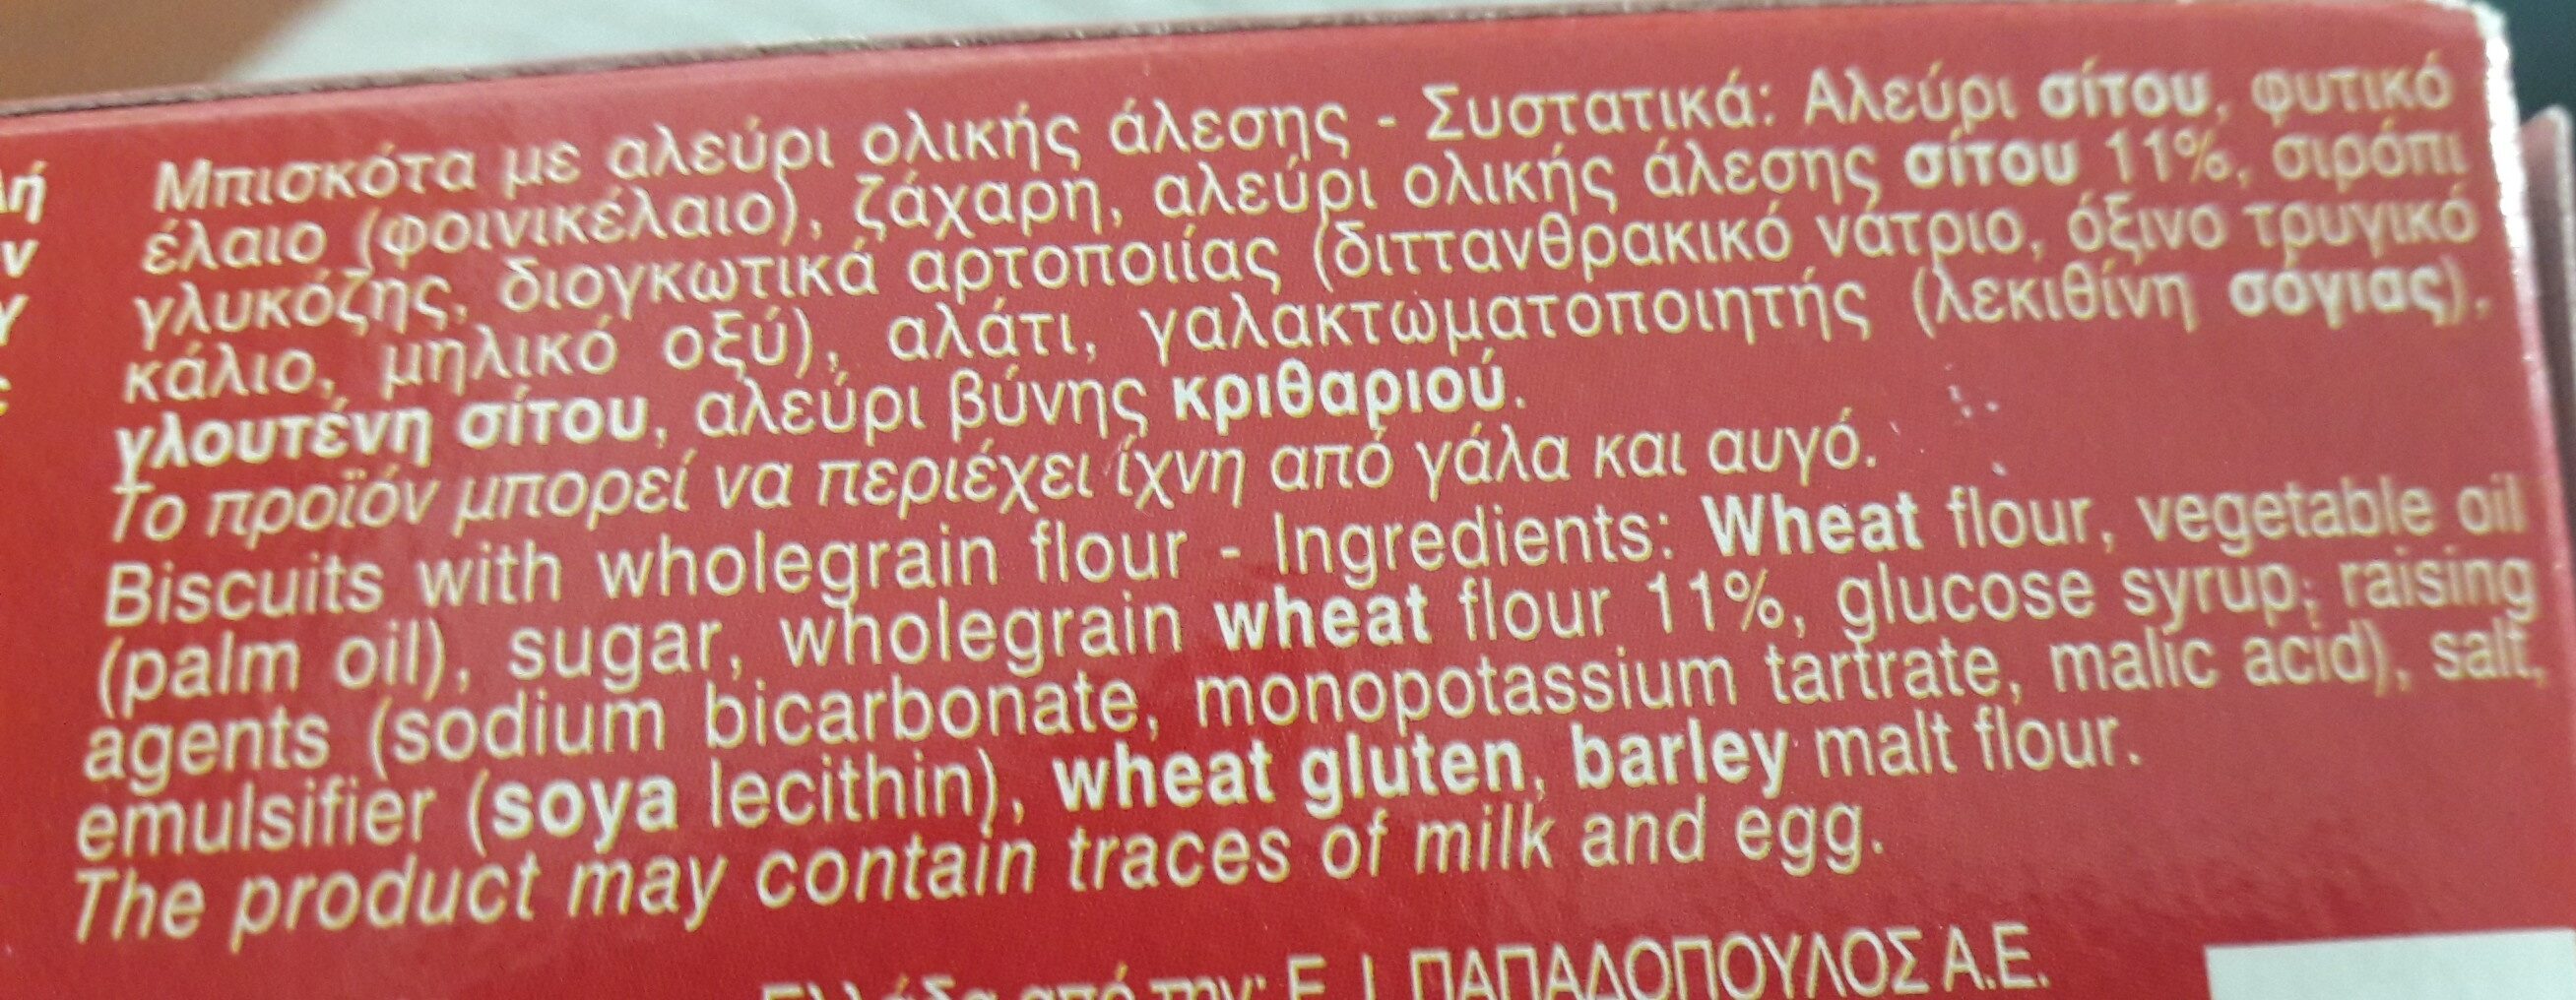 Μπισκότα με αλεύρι ολικής άλεσης - Συστατικά: Αλεύρι σίτου, φυτικό
έλαιο (φοινικέλαιο), ζάχαρη, αλεύρι ολικής άλεσης σίτου 11%, σιρόπι
γλυκόζης, διογκωτικά αρτοποιίας (διττανθρακικό νάτριο, όξινο τρυγικό
κάλιο, μηλικό οξύ), αλάτι, γαλακτωματοποιητής (λεκιθίνη σόγιας),
γλουτένη σίτου, αλεύρι βύνης κριθαριού.
Το προϊόν μπορεί να περιέχει ίχνη από γάλα και αυγό.
Biscuits with wholegrain flour - Ingredients: Wheat flour, vegetable oil
(palm oil), sugar, wholegrain wheat flour 11%, glucose syrup, raising
agents (sodium bicarbonate, monopotassium tartrate, malic acid), salt,
emulsifier (soya lecithin), wheat gluten, barley malt flour.
The product may contain traces of milk and egg.
από την: Ε. Ι. ΠΑΠΑΔΟΠΟΥΛΟΣ Α.Ε.